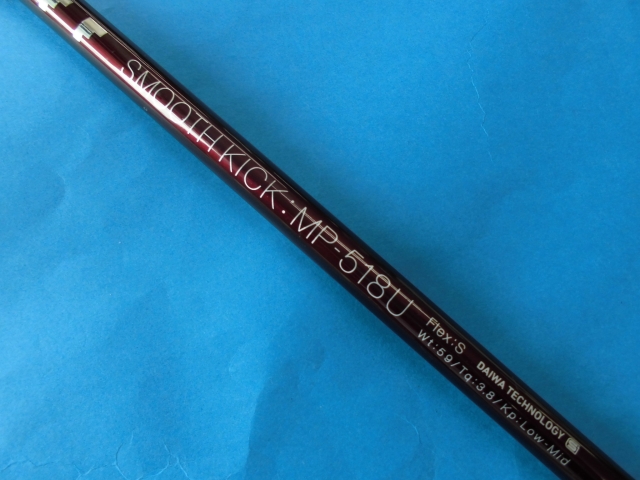 SMOOTH KICK: MP-518U
Flex:S DAIWA TECHNOLOGY
Wt:59/Tq:3.8/Kp:Low-Mid